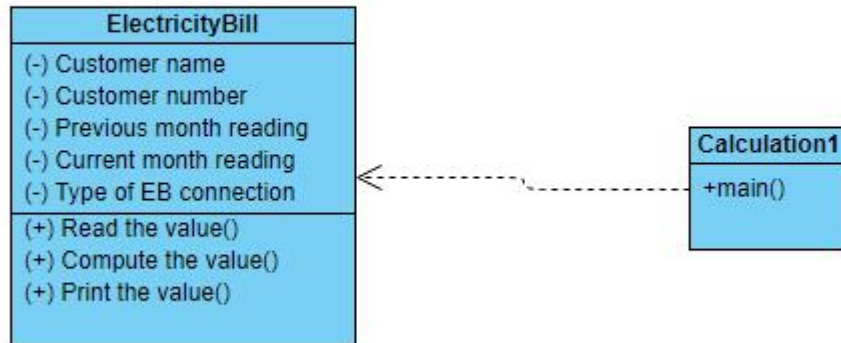 ElectricityBill
(-) Customer name
(-) Customer number
(-) Previous month reading
(-) Current month reading
(-) Type of EB connection
(+) Read the value()
(+) Compute the value()
(+) Print the value()
Calculation1
+main()